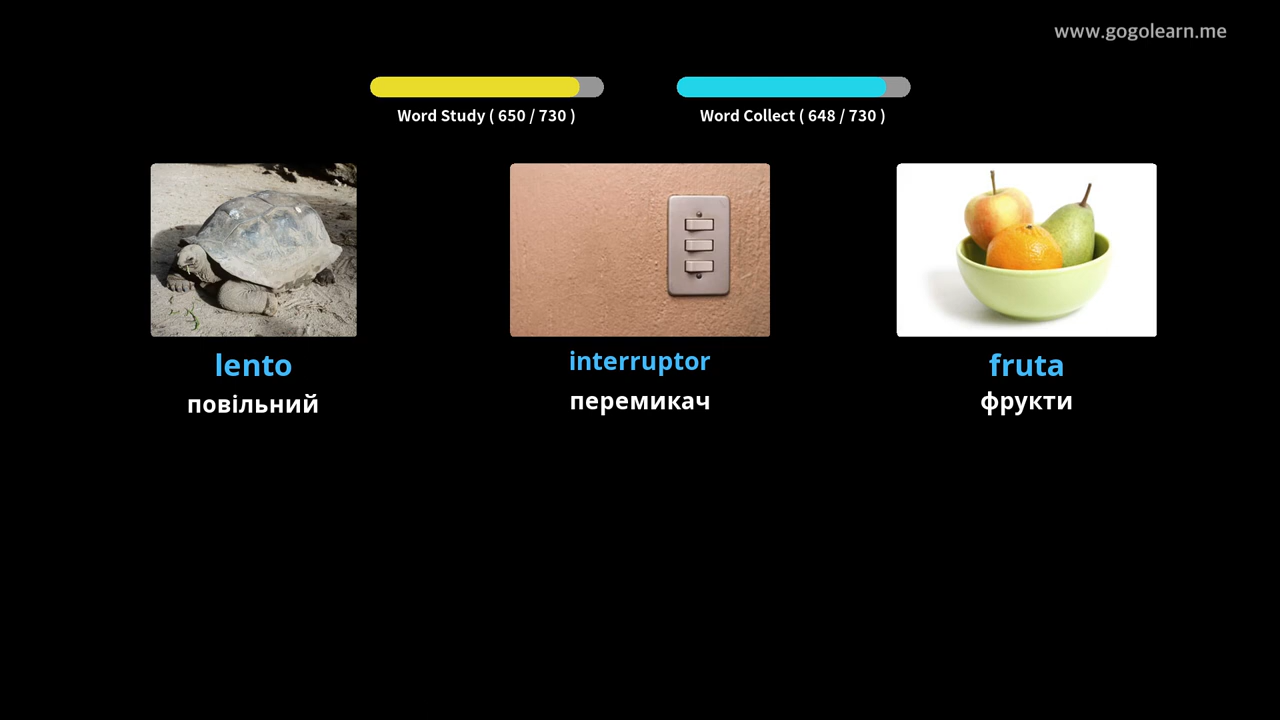 www.gogolearn.me
Word Study ( 650 / 730 )
Word Collect ( 648 / 730 )
lento
повільний
interruptor
перемикач
fruta
фрукти